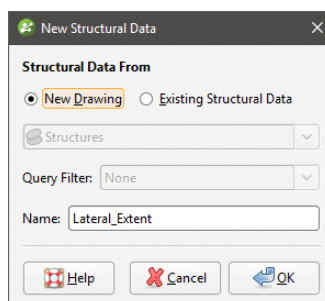 New Structural Data
Structural Data From
New Drawing Existing Structural Data
Structures
Query Filter: None
Name: Lateral_Extent
Help Cancel OK